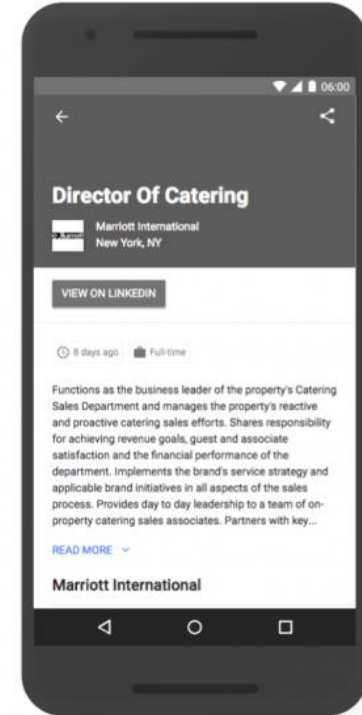 06:00
Director Of Catering
Marriott International
New York, NY
VIEW ON LINKEDIN
8 days ago Full-time
Functions as the business leader of the property's Catering
Sales Department and manages the property's reactive
and proactive catering sales efforts. Shares responsibility
for achieving revenue goals, guest and associate
satisfaction and the financial performance of the
department. Implements the brand's service strategy and
applicable brand initiatives in all aspects of the sales
process. Provides day to day leadership to a team of on-
property catering sales associates. Partners with key...
READ MORE
Marriott International